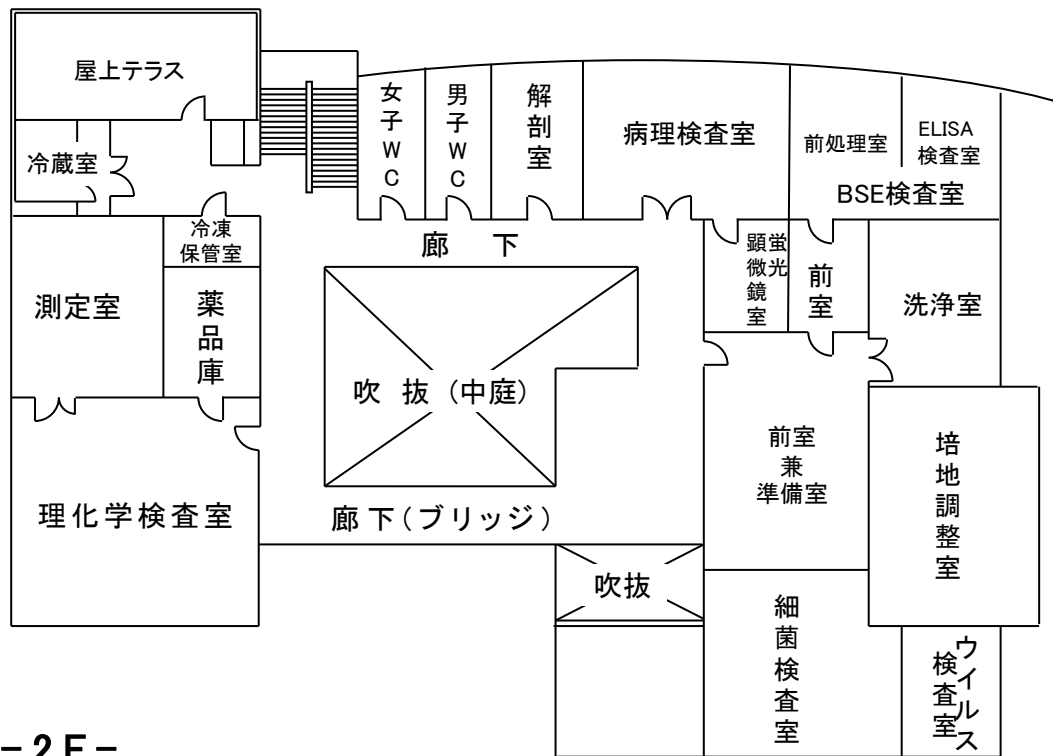 屋上テラス
冷蔵室
女子WC
男子WC
解剖室
病理検査室
前処理室
ELISA
検査室
BSE検査室
冷凍
保管室
測定室
薬品庫
廊 下
蛍光
顕微鏡室
前室
洗浄室
吹 抜 (中庭)
前室
兼
準備室
培地調整室
理化学検査室
廊下(ブリッジ)
吹抜
細菌検査室
ウイルス
検査室
-2F-